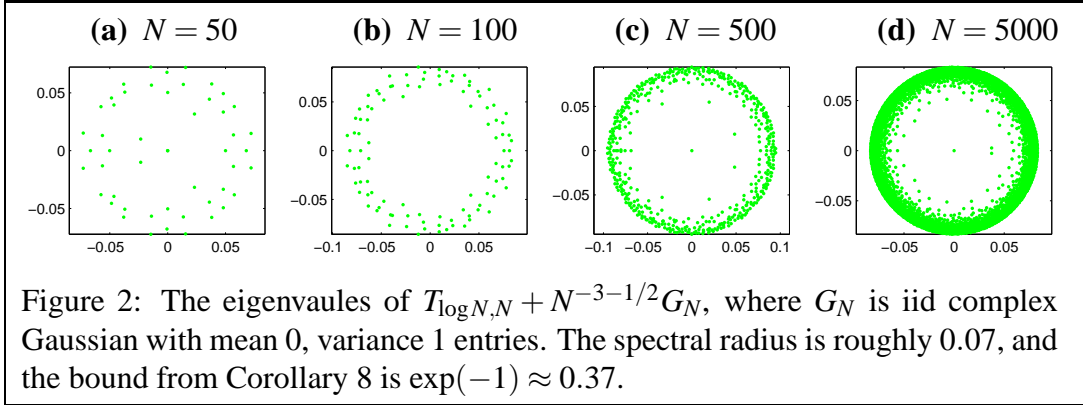 (a) N = 50
(b) N = 100
(c) N = 500
(d) N = 5000
0.05
0
−0.05
−0.05 0 0.05
0.05
0
−0.05
−0.1 −0.05 0 0.05
0.05
0
−0.05
−0.1 −0.05 0 0.05 0.1
0.05
0
−0.05
−0.05 0 0.05
Figure 2: The eigenvaules of T_{log N,N} + N^{−3−1/2}G_N, where G_N is iid complex
Gaussian with mean 0, variance 1 entries. The spectral radius is roughly 0.07, and
the bound from Corollary 8 is exp(−1) ≈ 0.37.